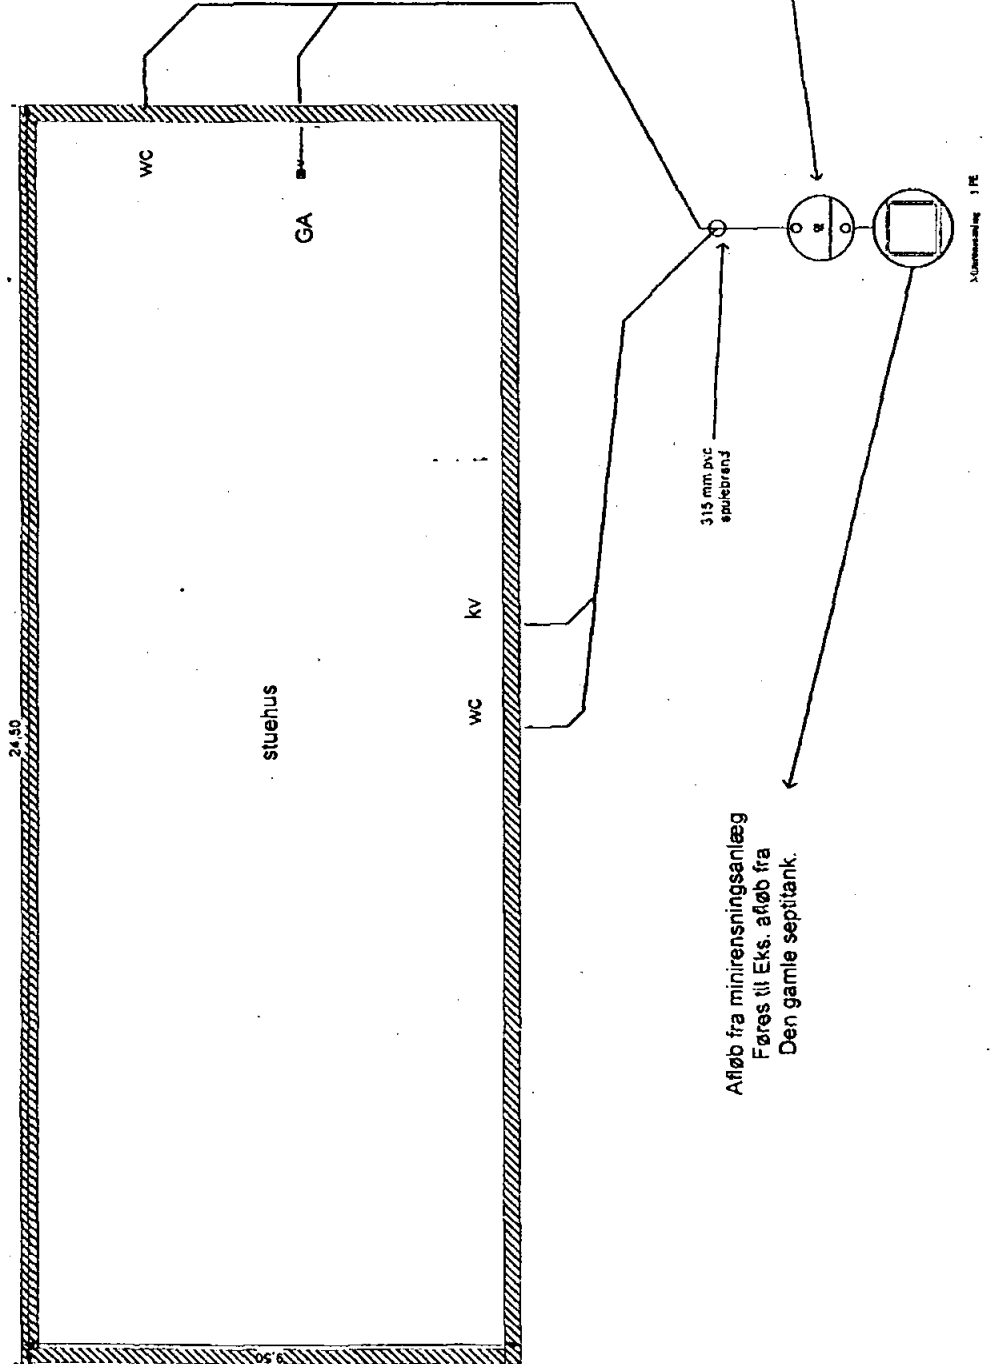 24,50
9.50
WC
GA
stuehus
kv
WC
315 mm pvc
spulebrønd
Afløb fra minirensningsanlæg
Føres til Eks. afløb fra
Den gamle septitank.
PE